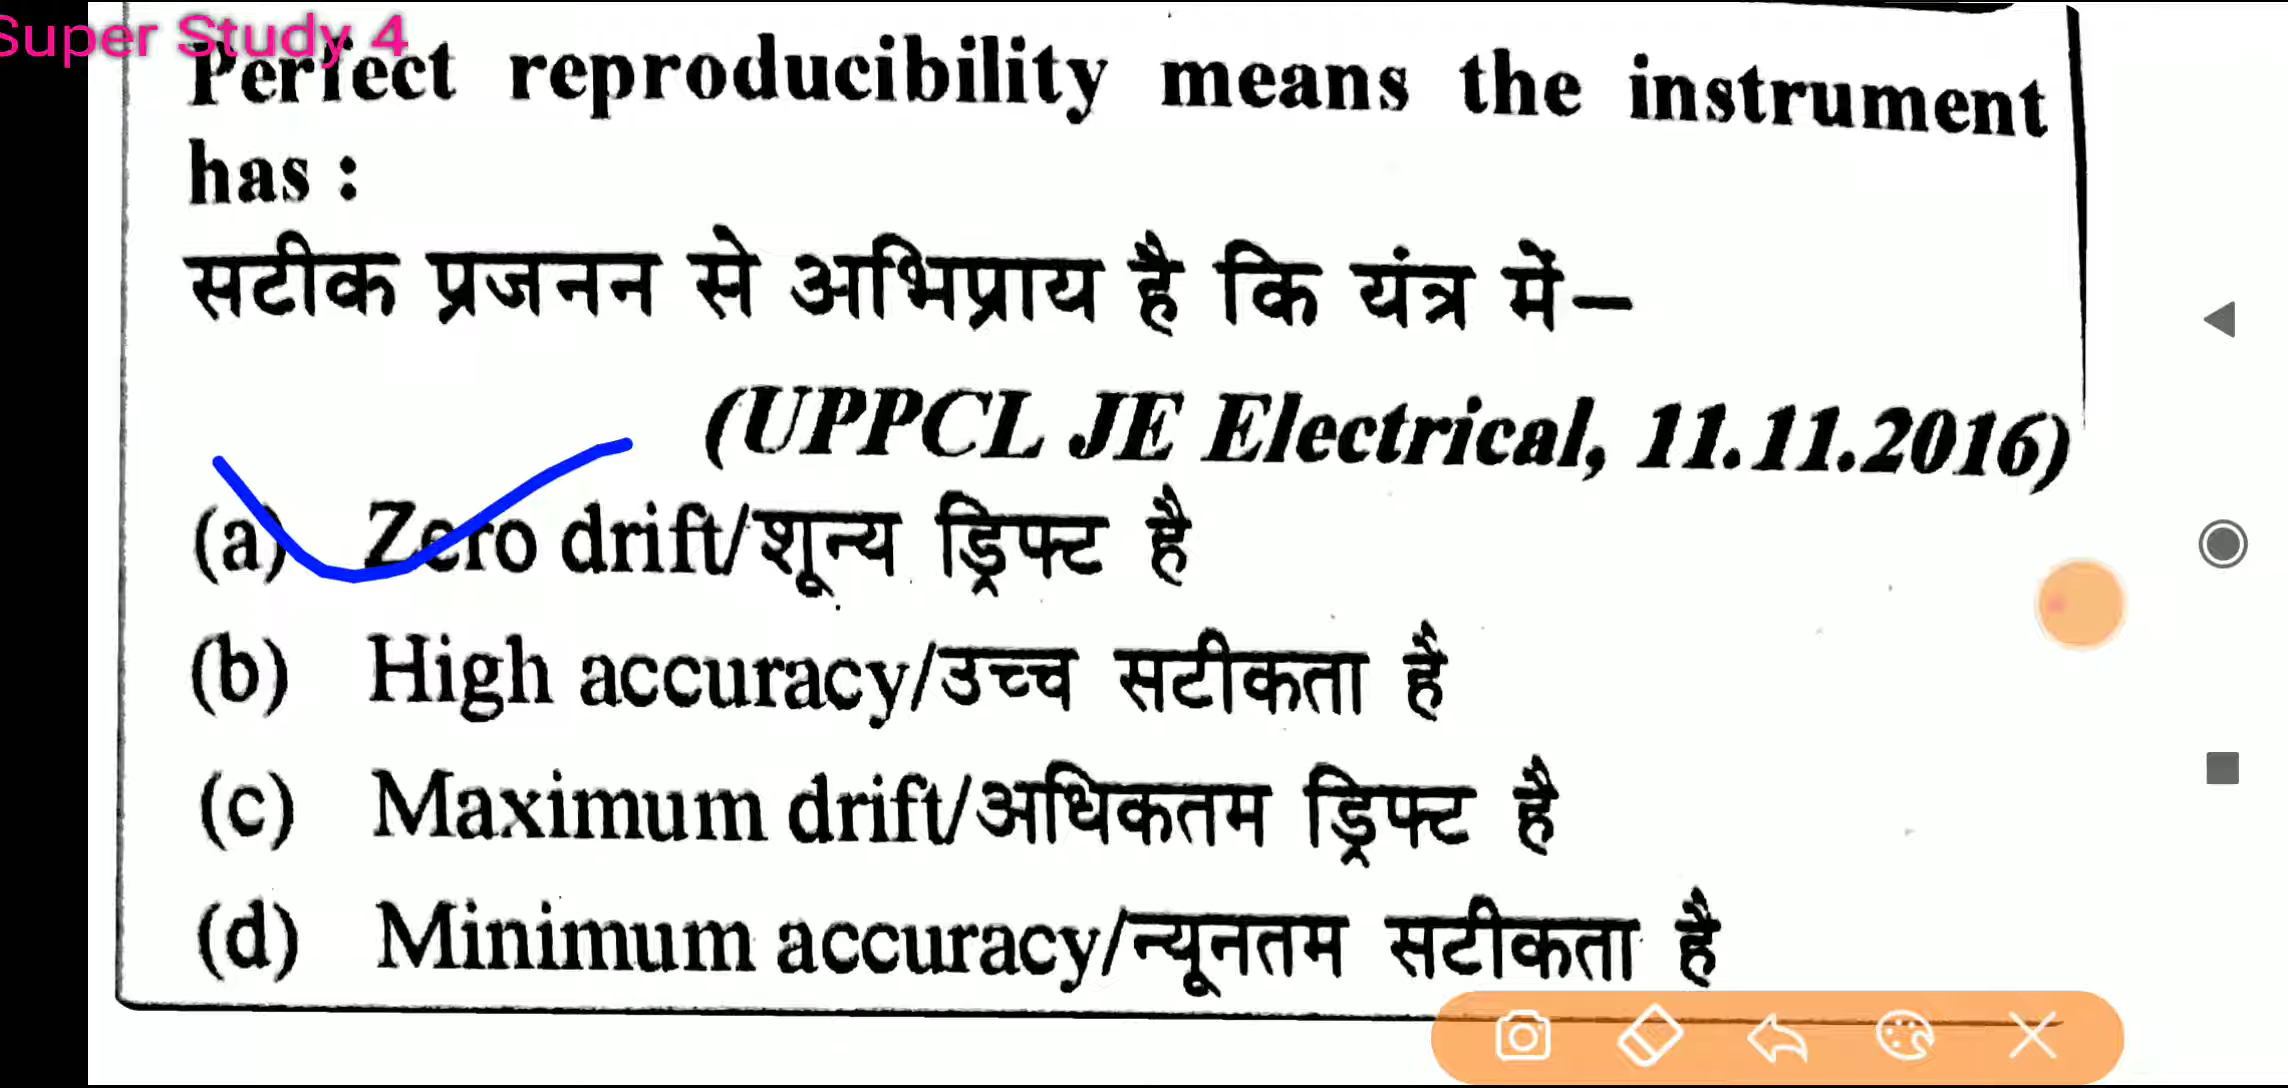 Super Study 4
Perfect reproducibility means the instrument
has :
सटीक प्रजनन से अभिप्राय है कि यंत्र में–
(UPPCL JE Electrical, 11.11.2016)
(a) Zero drift/शून्य ड्रिफ्ट है
(b) High accuracy/उच्च सटीकता है
(c) Maximum drift/अधिकतम ड्रिफ्ट है
(d) Minimum accuracy/न्यूनतम सटीकता है